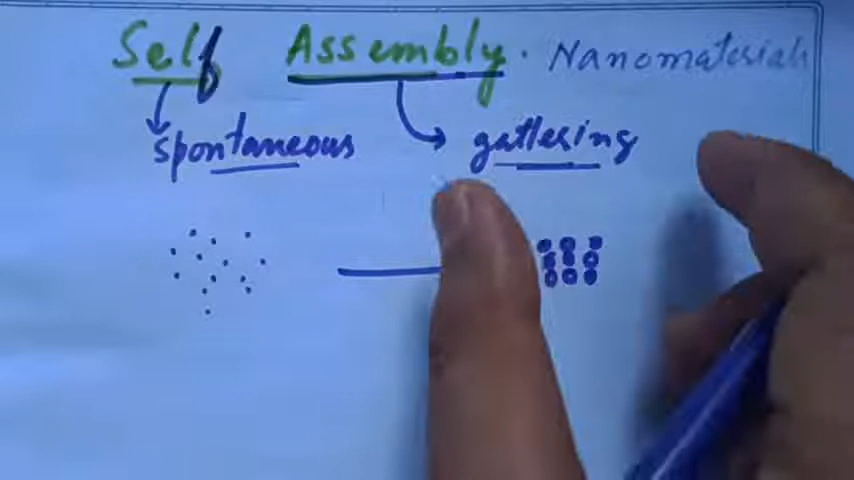 Self Assembly . Nanomaterials
spontaneous gathering